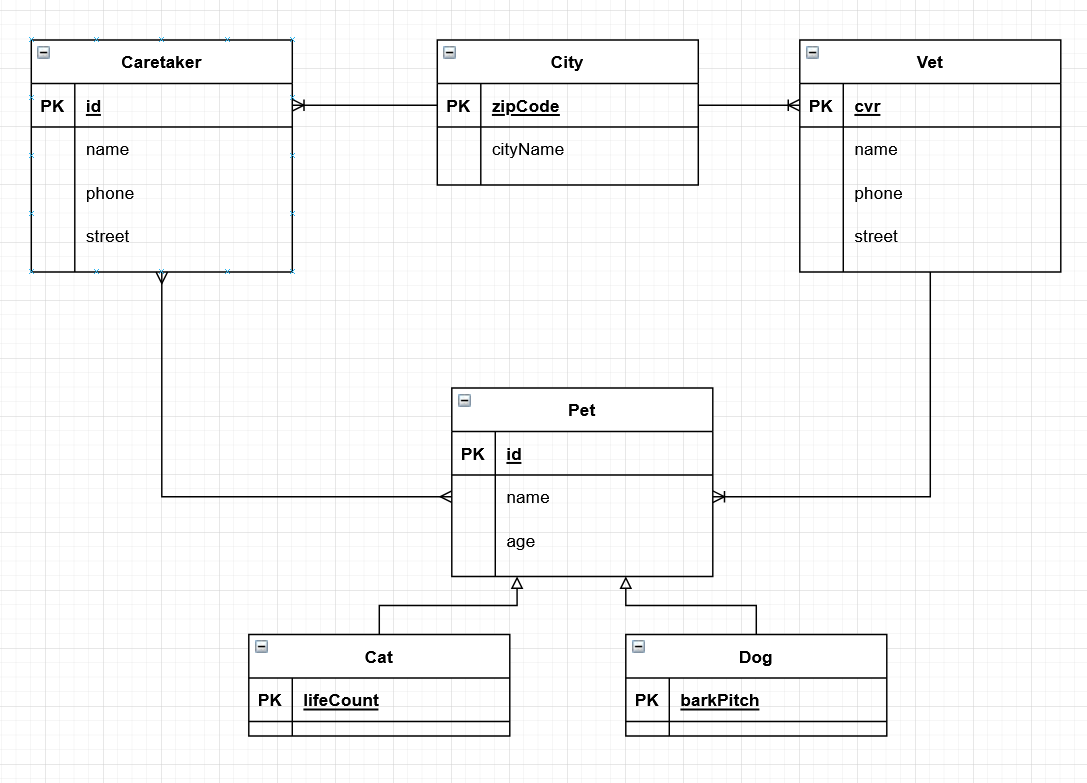 Caretaker
PK id
name
phone
street
City
PK zipCode
cityName
Vet
PK cvr
name
phone
street
Pet
PK id
name
age
Cat
PK lifeCount
Dog
PK barkPitch